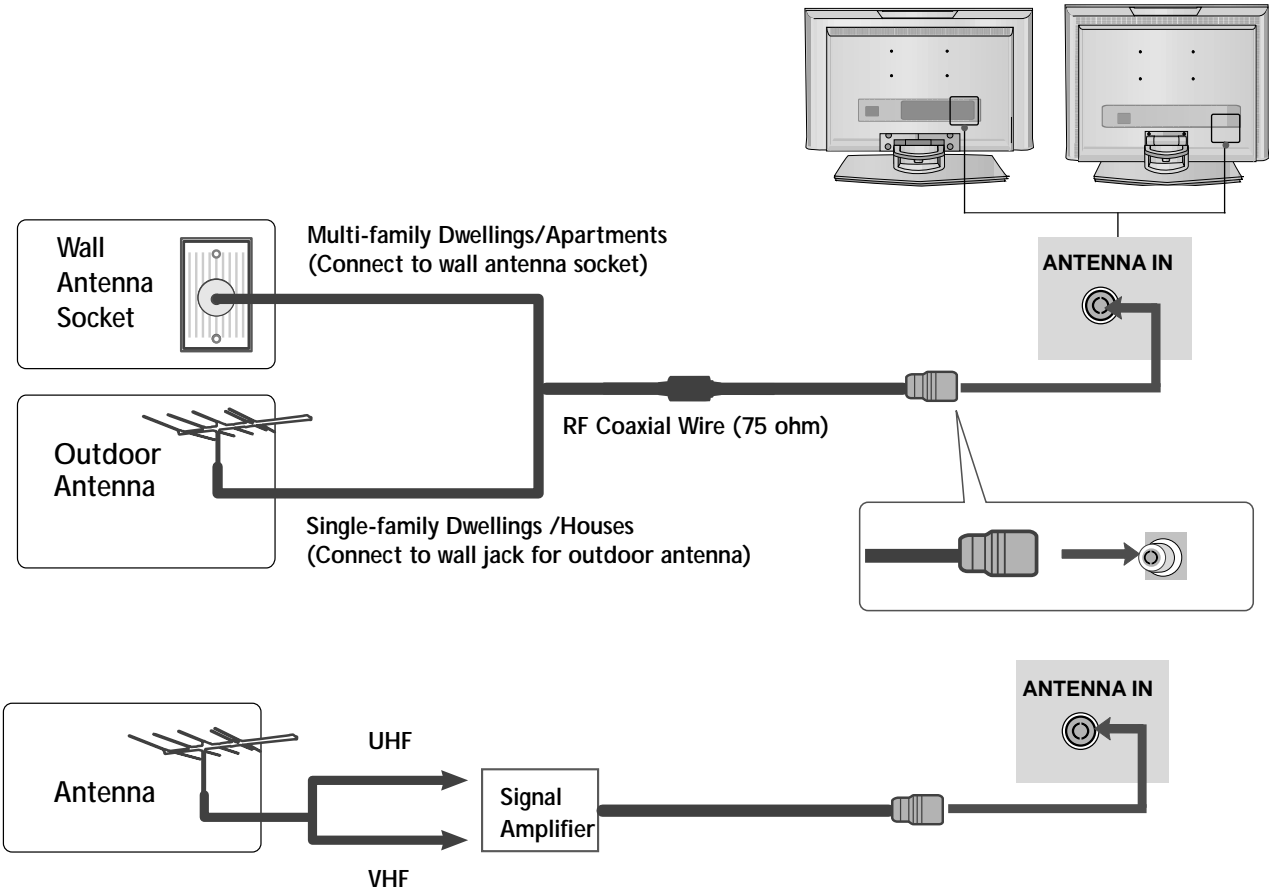 Wall
Antenna
Socket
Multi-family Dwellings/Apartments
(Connect to wall antenna socket)
ANTENNA IN
RF Coaxial Wire (75 ohm)
Outdoor
Antenna
Single-family Dwellings /Houses
(Connect to wall jack for outdoor antenna)
ANTENNA IN
Antenna
UHF
Signal
Amplifier
VHF